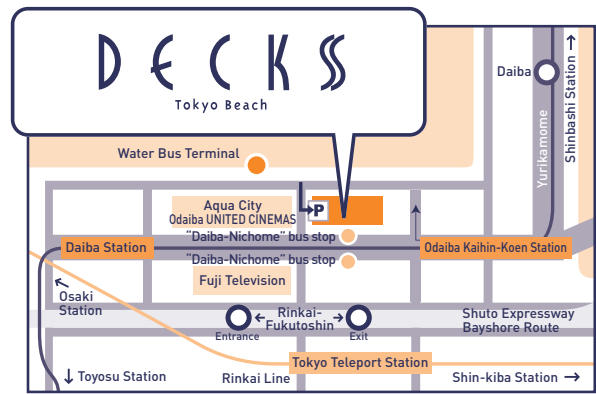 DECKS
Tokyo Beach
Daiba
Shinbashi Station →
Yurikamome
Water Bus Terminal
Aqua City
Odaiba UNITED CINEMAS
P
"Daiba-Nichome" bus stop
Daiba Station
Odaiba Kaihin-Koen Station
"Daiba-Nichome" bus stop
Fuji Television
← Osaki
Station
← Rinkai- →
Fukutoshin
Entrance
Exit
Shuto Expressway
Bayshore Route
Tokyo Teleport Station
↓ Toyosu Station
Rinkai Line
Shin-kiba Station →